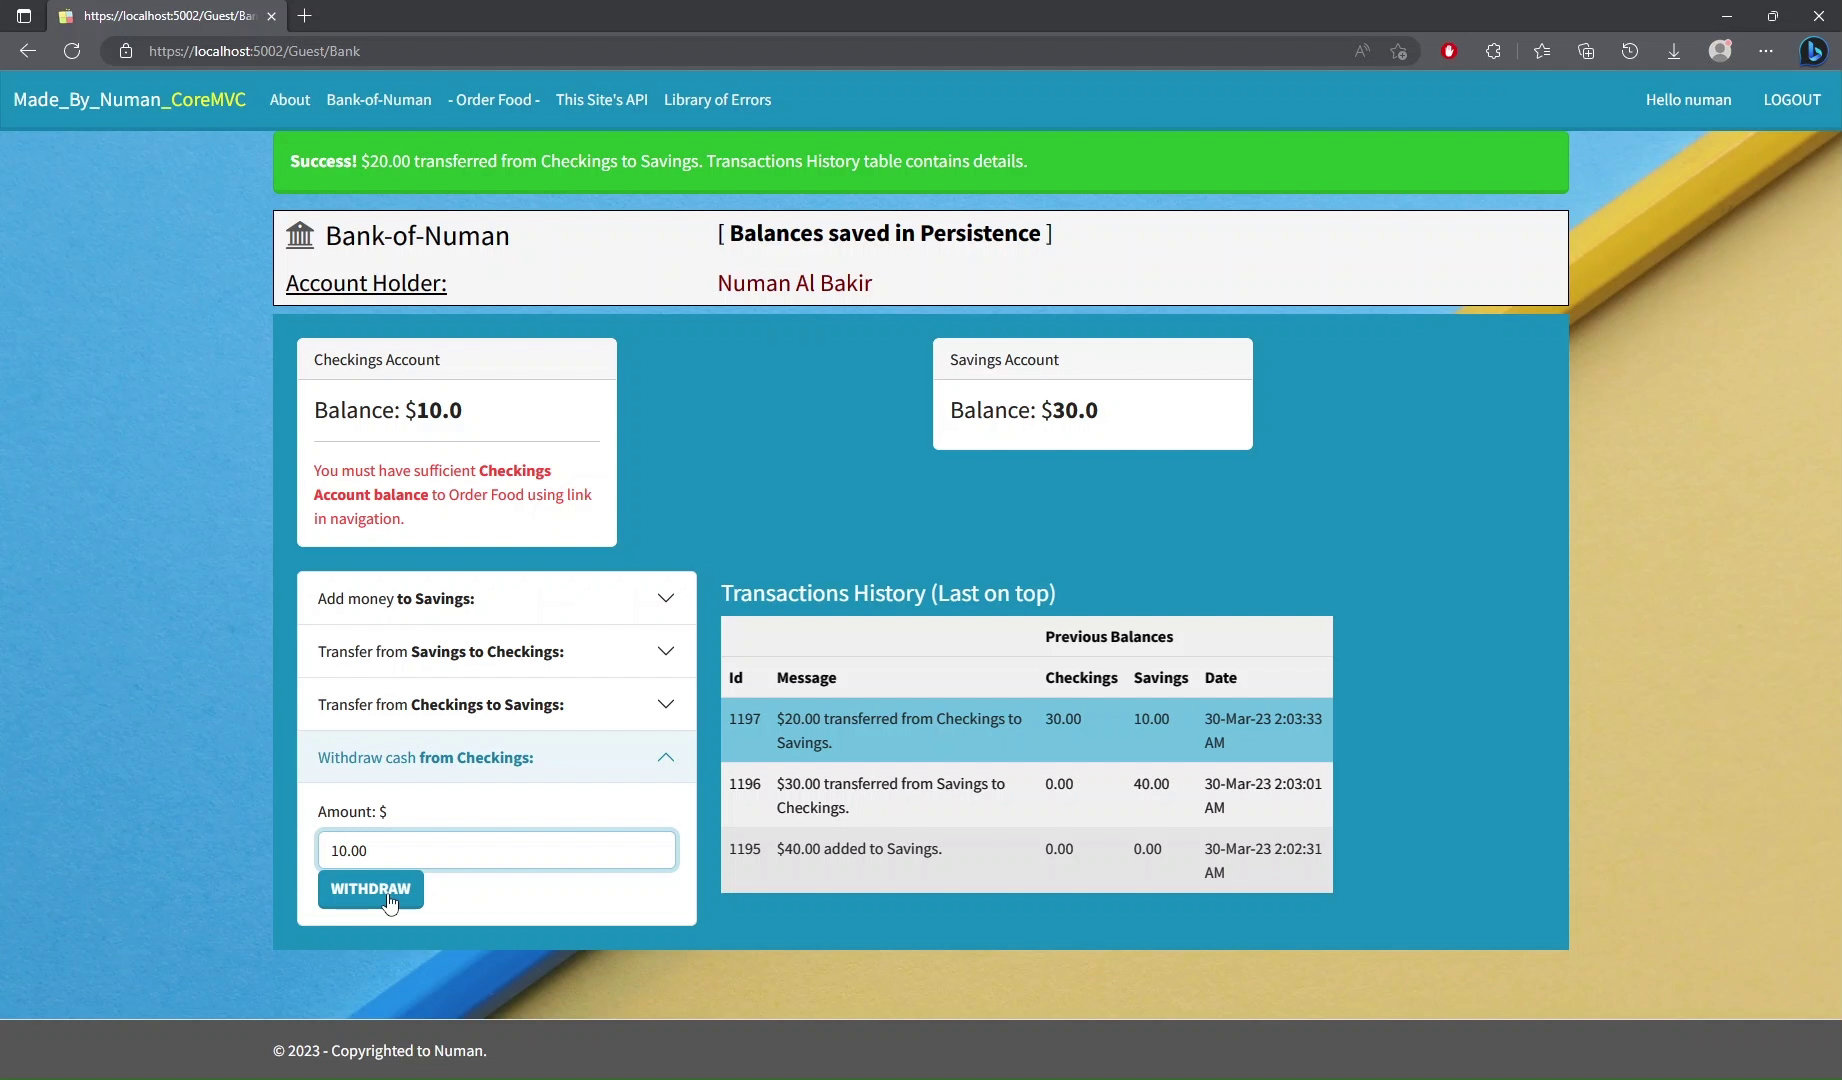 https://localhost:5002/Guest/Ban
https://localhost:5002/Guest/Bank
Made_By_Numan_CoreMVC About Bank-of-Numan - Order Food - This Site's API Library of Errors Hello numan LOGOUT
Success! $20.00 transferred from Checkings to Savings. Transactions History table contains details.
Bank-of-Numan [ Balances saved in Persistence ]
Account Holder: Numan Al Bakir
Checkings Account
Balance: $10.0
You must have sufficient Checkings
Account balance to Order Food using link
in navigation.
Savings Account
Balance: $30.0
Add money to Savings:
Transfer from Savings to Checkings:
Transfer from Checkings to Savings:
Withdraw cash from Checkings:
Amount: $
10.00
WITHDRAW
Transactions History (Last on top)
Previous Balances
Id Message Checkings Savings Date
1197 $20.00 transferred from Checkings to 30.00 10.00 30-Mar-23 2:03:33
Savings. AM
1196 $30.00 transferred from Savings to 0.00 40.00 30-Mar-23 2:03:01
Checkings. AM
1195 $40.00 added to Savings. 0.00 0.00 30-Mar-23 2:02:31
AM
© 2023 - Copyrighted to Numan.